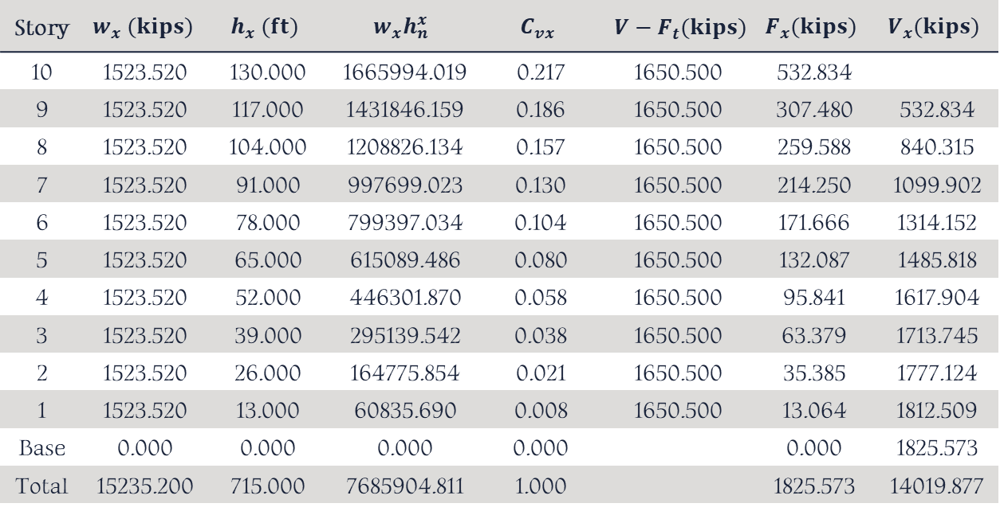 Story wₓ (kips) hₓ (ft) wₓhₙˣ Cᵥₓ V − Fₜ(kips) Fₓ(kips) Vₓ(kips)
10 1523.520 130.000 1665994.019 0.217 1650.500 532.834
9 1523.520 117.000 1431846.159 0.186 1650.500 307.480 532.834
8 1523.520 104.000 1208826.134 0.157 1650.500 259.588 840.315
7 1523.520 91.000 997699.023 0.130 1650.500 214.250 1099.902
6 1523.520 78.000 799397.034 0.104 1650.500 171.666 1314.152
5 1523.520 65.000 615089.486 0.080 1650.500 132.087 1485.818
4 1523.520 52.000 446301.870 0.058 1650.500 95.841 1617.904
3 1523.520 39.000 295139.542 0.038 1650.500 63.379 1713.745
2 1523.520 26.000 164775.854 0.021 1650.500 35.385 1777.124
1 1523.520 13.000 60835.690 0.008 1650.500 13.064 1812.509
Base 0.000 0.000 0.000 0.000 0.000 1825.573
Total 15235.200 715.000 7685904.811 1.000 1825.573 14019.877